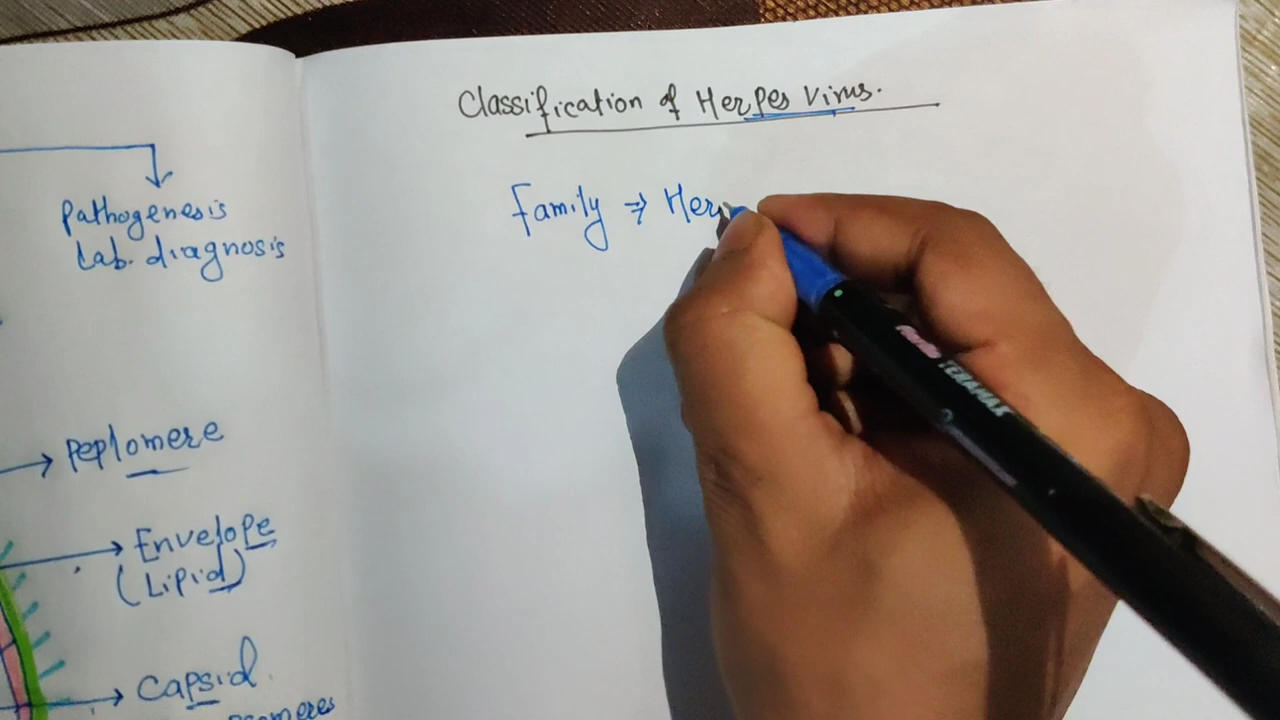 Classification of Herpes Virus.
Family ⇒ Her
Pathogenesis
Lab. diagnosis
Peplomere
Envelope
(Lipid)
Capsid